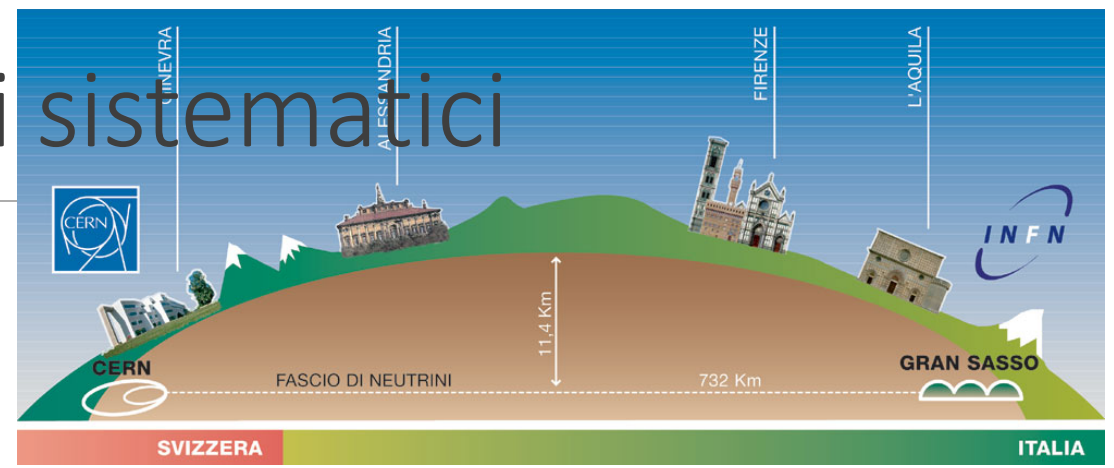 i sistematici
GINEVRA
ALESSANDRIA
FIRENZE
L'AQUILA
CERN
INFN
11,4 Km
CERN
FASCIO DI NEUTRINI
732 Km
GRAN SASSO
SVIZZERA
ITALIA